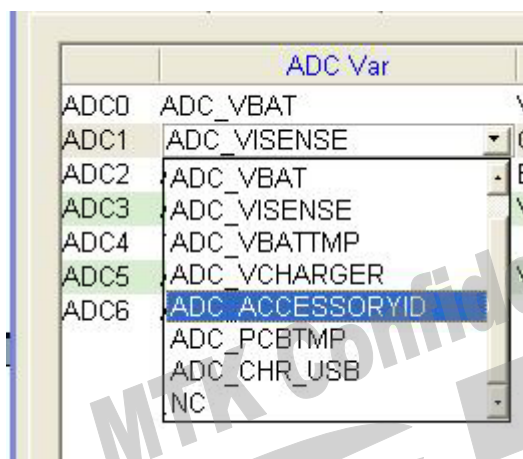 ADC Var
ADC0 ADC_VBAT
ADC1 ADC_VISENSE
ADC2 ADC_VBAT
ADC3 ADC_VISENSE
ADC4 ADC_VBATTMP
ADC5 ADC_VCHARGER
ADC6 ADC_ACCESSORYID
ADC_PCBTMP
ADC_CHR_USB
NC
MTK